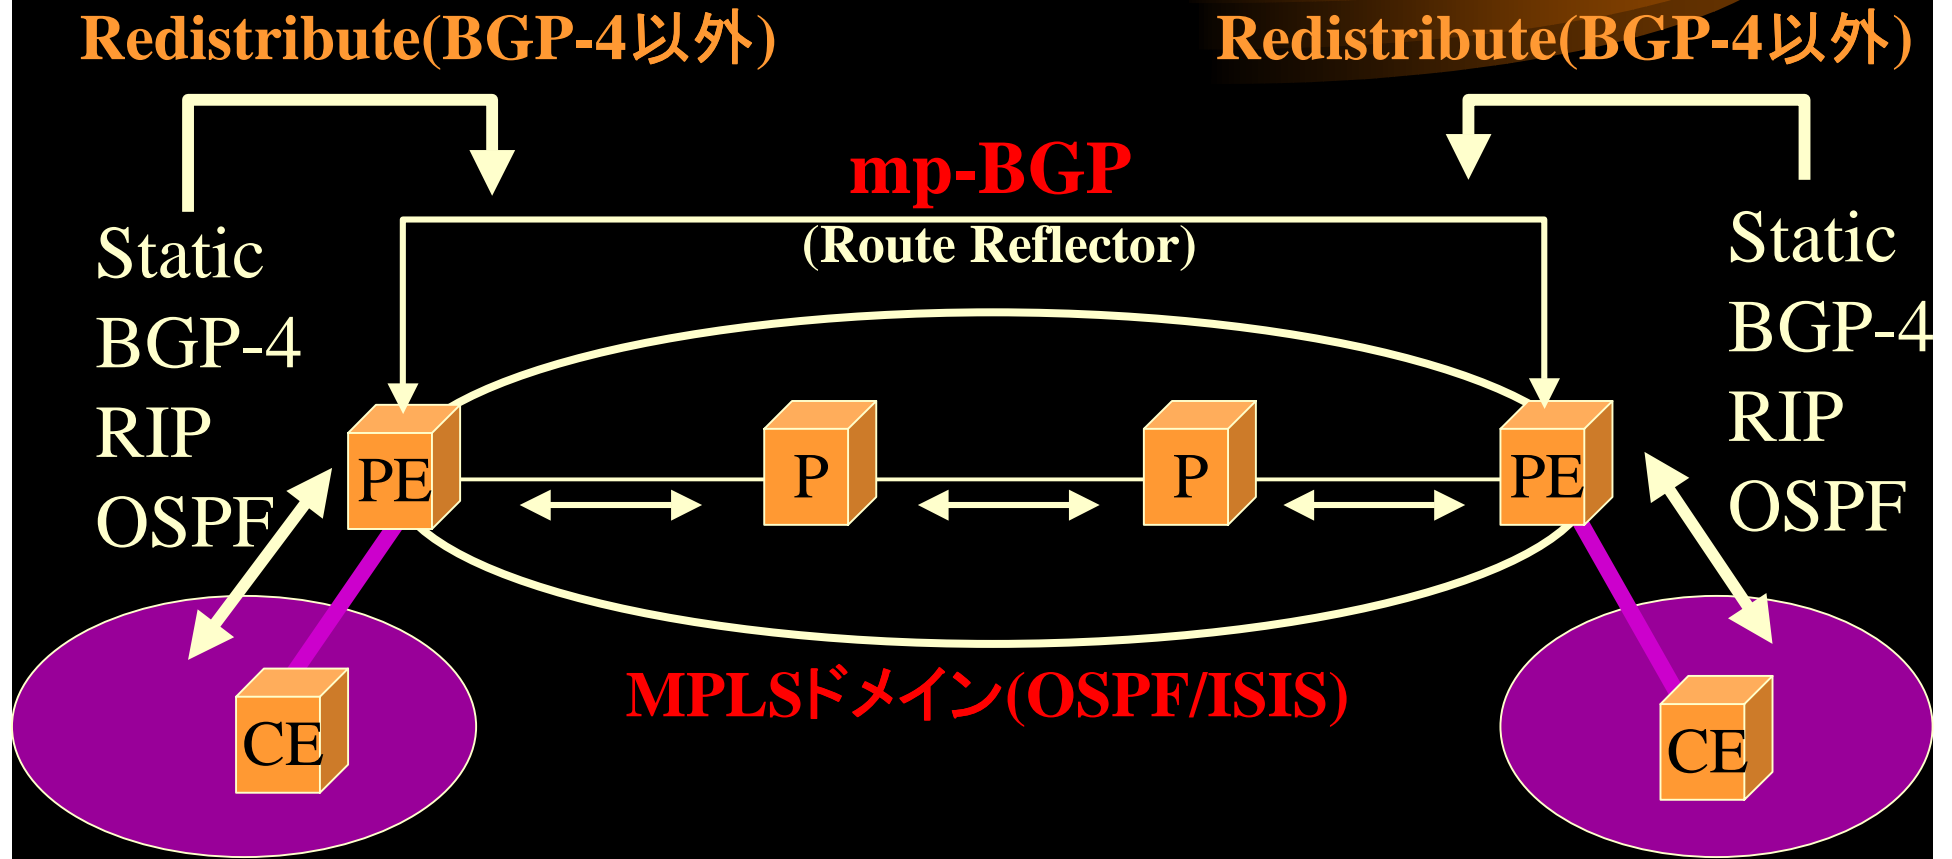 Redistribute(BGP-4以外)
Redistribute(BGP-4以外)
mp-BGP
(Route Reflector)
Static
BGP-4
RIP
OSPF
Static
BGP-4
RIP
OSPF
PE
P
P
PE
MPLSドメイン(OSPF/ISIS)
CE
CE